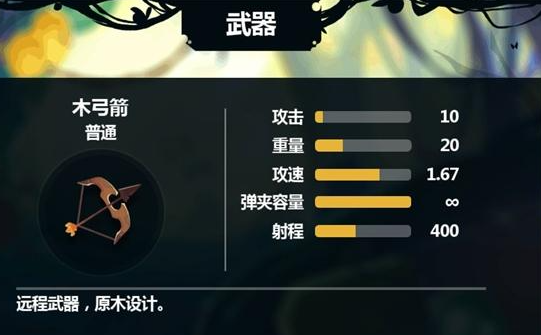 武器
木弓箭
普通
攻击 10
重量 20
攻速 1.67
弹夹容量 ∞
射程 400
远程武器，原木设计。